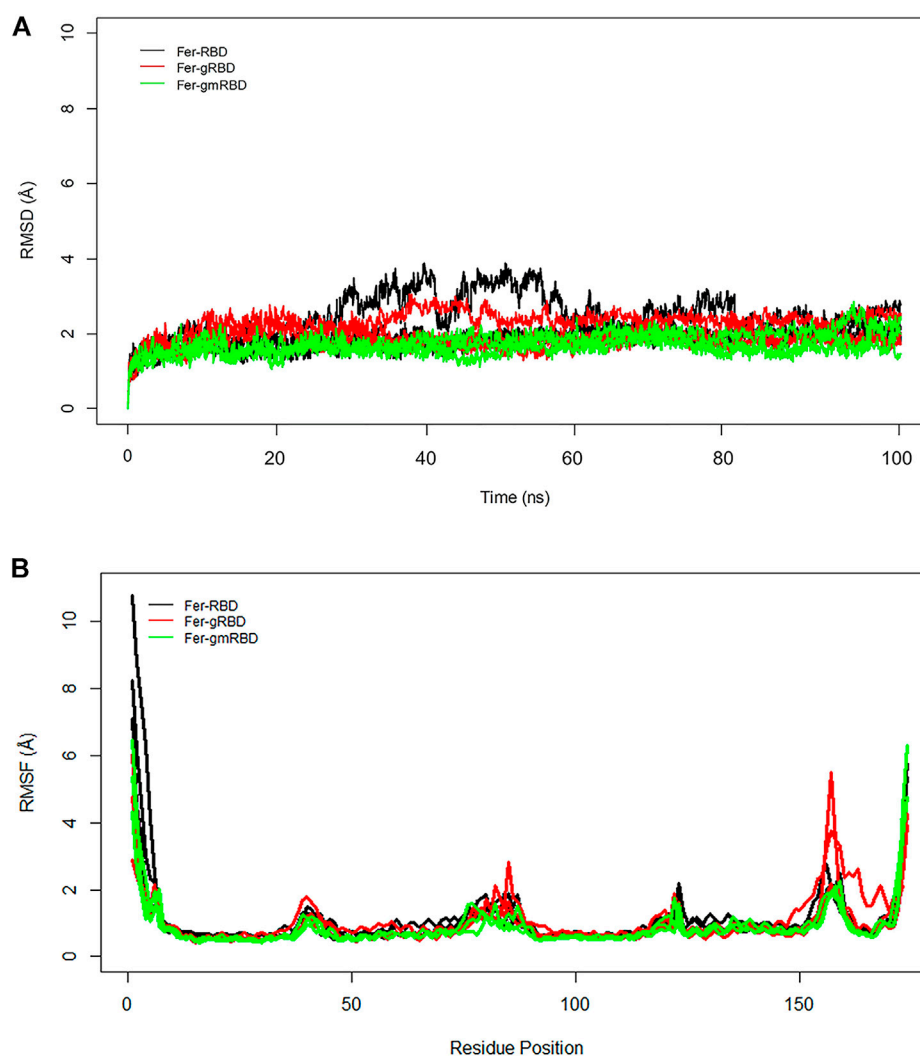 A
10
8
6
4
2
0
RMSD (Å)
Fer-RBD
Fer-gRBD
Fer-gmRBD
0
20
40
60
80
100
Time (ns)
B
10
8
6
4
2
0
RMSF (Å)
Fer-RBD
Fer-gRBD
Fer-gmRBD
0
50
100
150
Residue Position